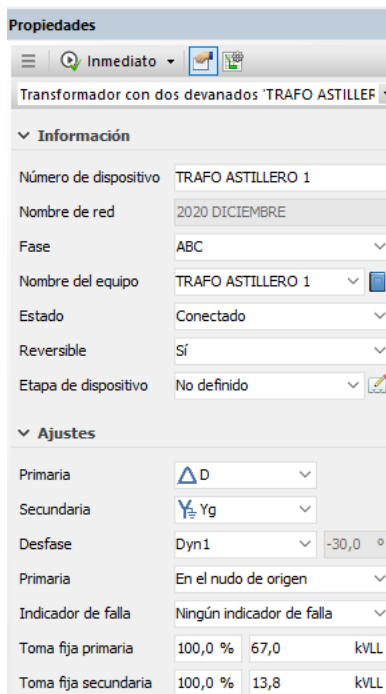 Propiedades
Inmediato
Transformador con dos devanados 'TRAFO ASTILLER
Información
Número de dispositivo TRAFO ASTILLERO 1
Nombre de red 2020 DICIEMBRE
Fase ABC
Nombre del equipo TRAFO ASTILLERO 1
Estado Conectado
Reversible Sí
Etapa de dispositivo No definido
Ajustes
Primaria D
Secundaria Yg
Desfase Dyn1 -30,0 °
Primaria En el nudo de origen
Indicador de falla Ningún indicador de falla
Toma fija primaria 100,0 % 67,0 kVLL
Toma fija secundaria 100,0 % 13,8 kVLL